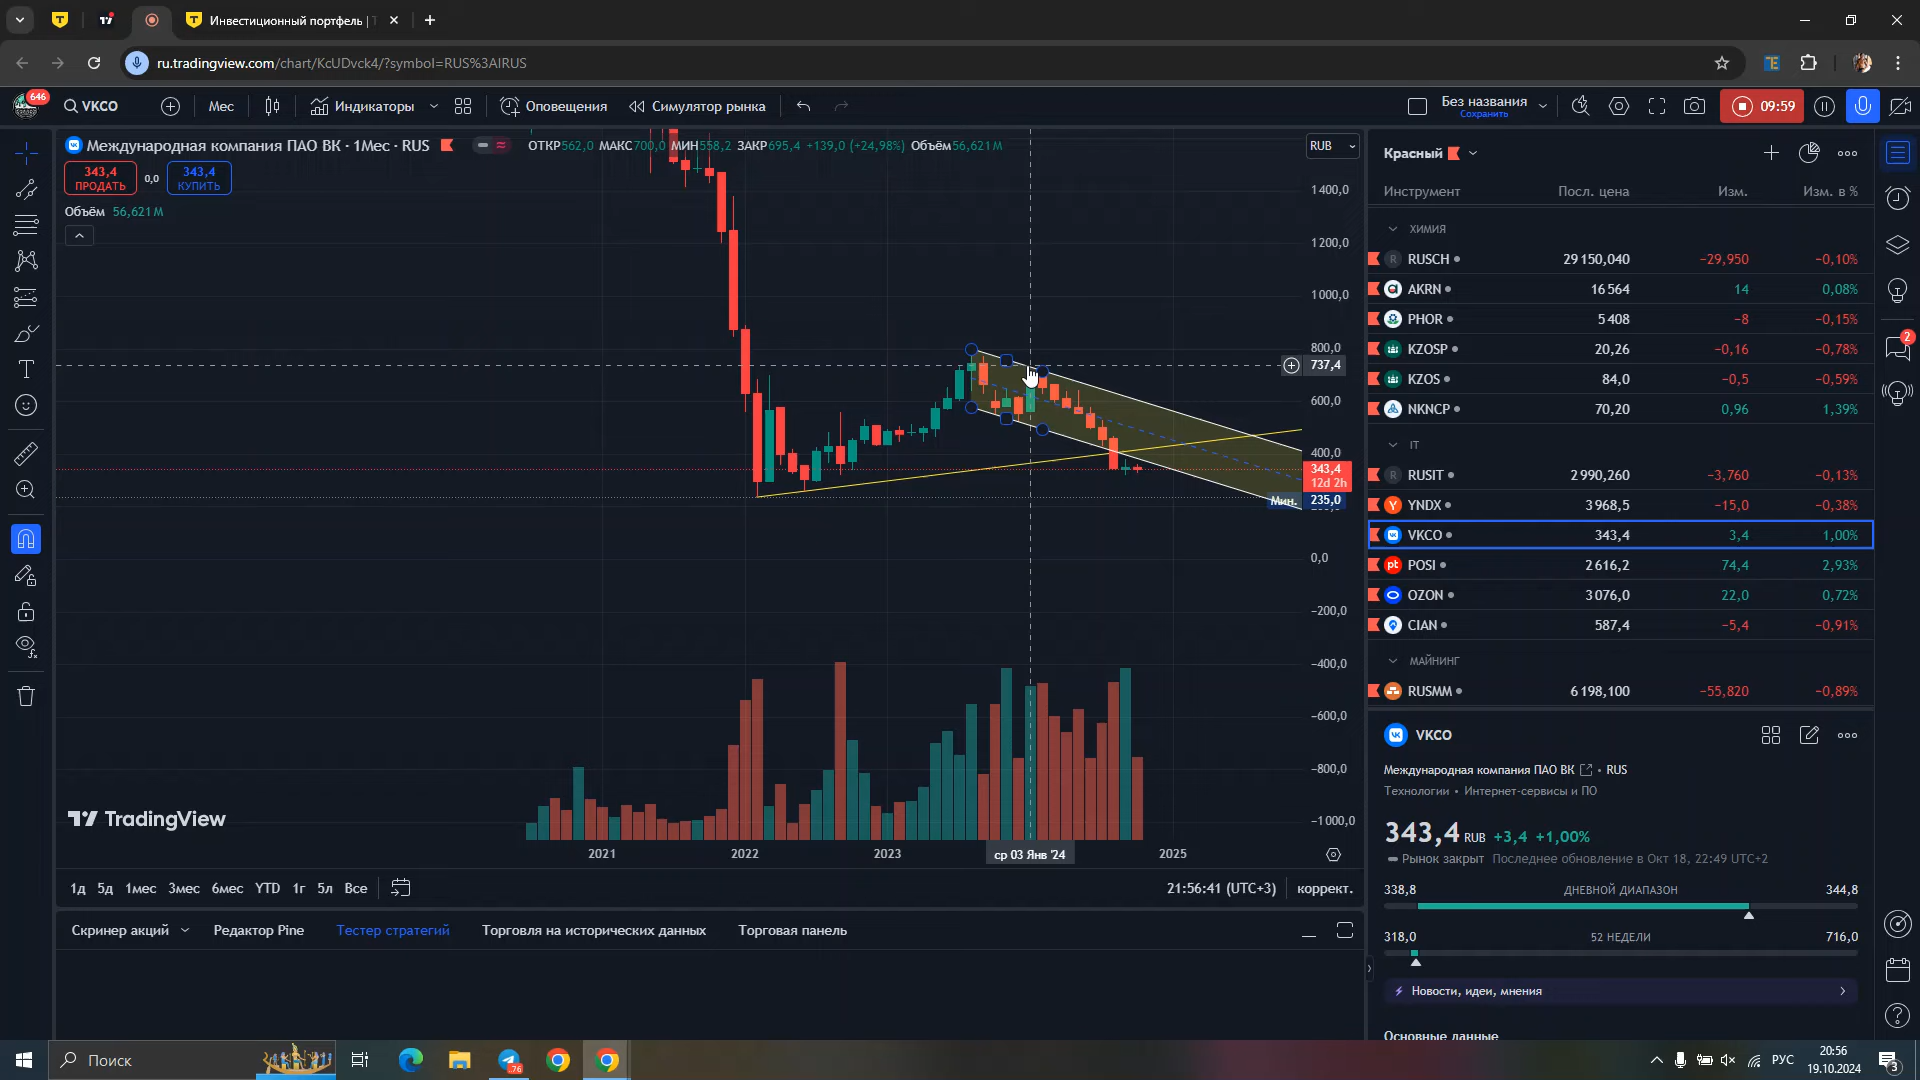 Инвестиционный портфель | Т
ru.tradingview.com/chart/KcUDvck4/?symbol=RUS%3AIRUS
646
VKCO
Мес
Индикаторы
Оповещения
Симулятор рынка
Без названия
Сохранить
09:59
Международная компания ПАО ВК · 1Мес · RUS
ОТКР562,0 МАКС700,0 МИН558,2 ЗАКР695,4 +139,0 (+24,98%) Объём56,621 M
RUB
343,4
ПРОДАТЬ
0,0
343,4
КУПИТЬ
Объём 56,621 M
1400,0
1200,0
1000,0
800,0
737,4
600,0
400,0
343,4
12d 2h
Мин. 235,0
0,0
−200,0
−400,0
−600,0
−800,0
−1000,0
TradingView
2021
2022
2023
ср 03 Янв '24
2025
1д 5д 1мес 3мес 6мес YTD 1г 5л Все
21:56:41 (UTC+3)
коррект.
Скринер акций
Редактор Pine
Тестер стратегий
Торговля на исторических данных
Торговая панель
Красный
Инструмент Посл. цена Изм. Изм. в %
ХИМИЯ
RUSCH 29 150,040 −29,950 −0,10%
AKRN 16 564 14 0,08%
PHOR 5 408 −8 −0,15%
KZOSP 20,26 −0,16 −0,78%
KZOS 84,0 −0,5 −0,59%
NKNCP 70,20 0,96 1,39%
IT
RUSIT 2 990,260 −3,760 −0,13%
YNDX 3 968,5 −15,0 −0,38%
VKCO 343,4 3,4 1,00%
POSI 2 616,2 74,4 2,93%
OZON 3 076,0 22,0 0,72%
CIAN 587,4 −5,4 −0,91%
МАЙНИНГ
RUSMM 6 198,100 −55,820 −0,89%
VKCO
Международная компания ПАО ВК • RUS
Технологии • Интернет-сервисы и ПО
343,4 RUB +3,4 +1,00%
Рынок закрыт Последнее обновление в Окт 18, 22:49 UTC+2
338,8 ДНЕВНОЙ ДИАПАЗОН 344,8
318,0 52 НЕДЕЛИ 716,0
Новости, идеи, мнения
Основные данные
2
Поиск
76
РУС
20:56
19.10.2024
3